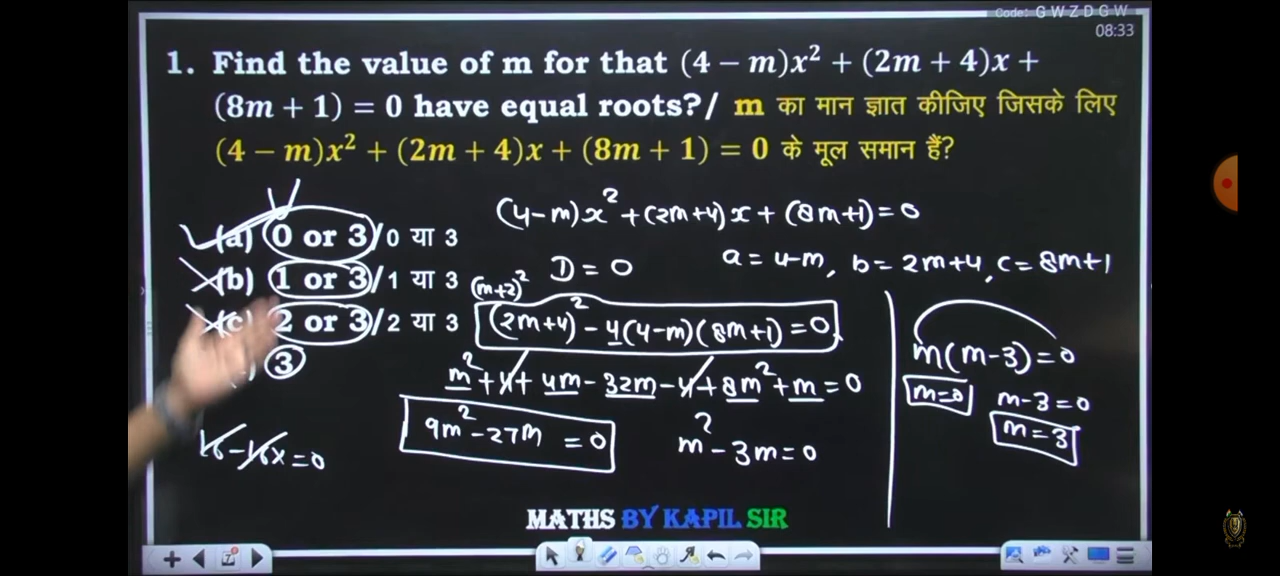 Code: G W Z D G W
08:33
1. Find the value of m for that (4 − m)x² + (2m + 4)x +
(8m + 1) = 0 have equal roots?/ m का मान ज्ञात कीजिए जिसके लिए
(4 − m)x² + (2m + 4)x + (8m + 1) = 0 के मूल समान हैं?
(4-m)x² + (2m+4)x + (8m+1) = 0
(a) 0 or 3/0 या 3
D = 0
a = 4-m, b = 2m+4, c = 8m+1
(b) 1 or 3/1 या 3
(m+2)²
(c) 2 or 3/2 या 3
(2m+4)² - 4(4-m)(8m+1) = 0
m(m-3) = 0
3
m² + 4 + 4m - 32m - 4 + 8m² + m = 0
m=0
m-3=0
m=3
9m² - 27m = 0
m² - 3m = 0
16-16x=0
MATHS BY KAPIL SIR